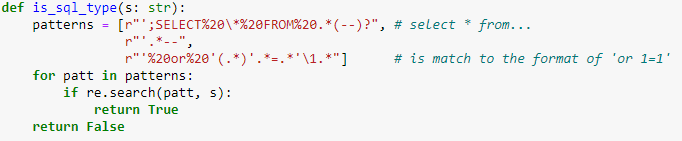 def is_sql_type(s: str):
    patterns = [r"';SELECT%20\*%20FROM%20.*(--)?", # select * from...
                r"'.*--",
                r"'%20or%20'(.*)'.*=.*'\1.*"]      # is match to the format of 'or 1=1'
    for patt in patterns:
        if re.search(patt, s):
            return True
    return False